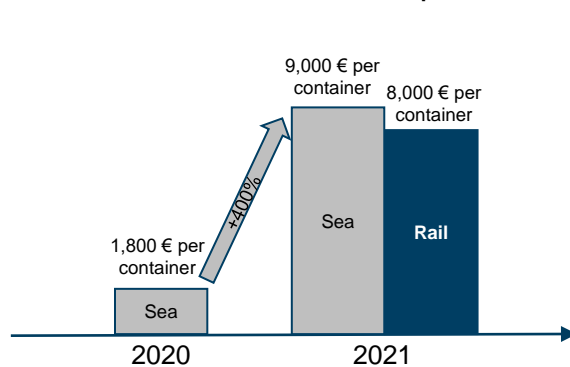 9,000 € per
container
8,000 € per
container
+400%
Sea
Rail
1,800 € per
container
Sea
2020
2021